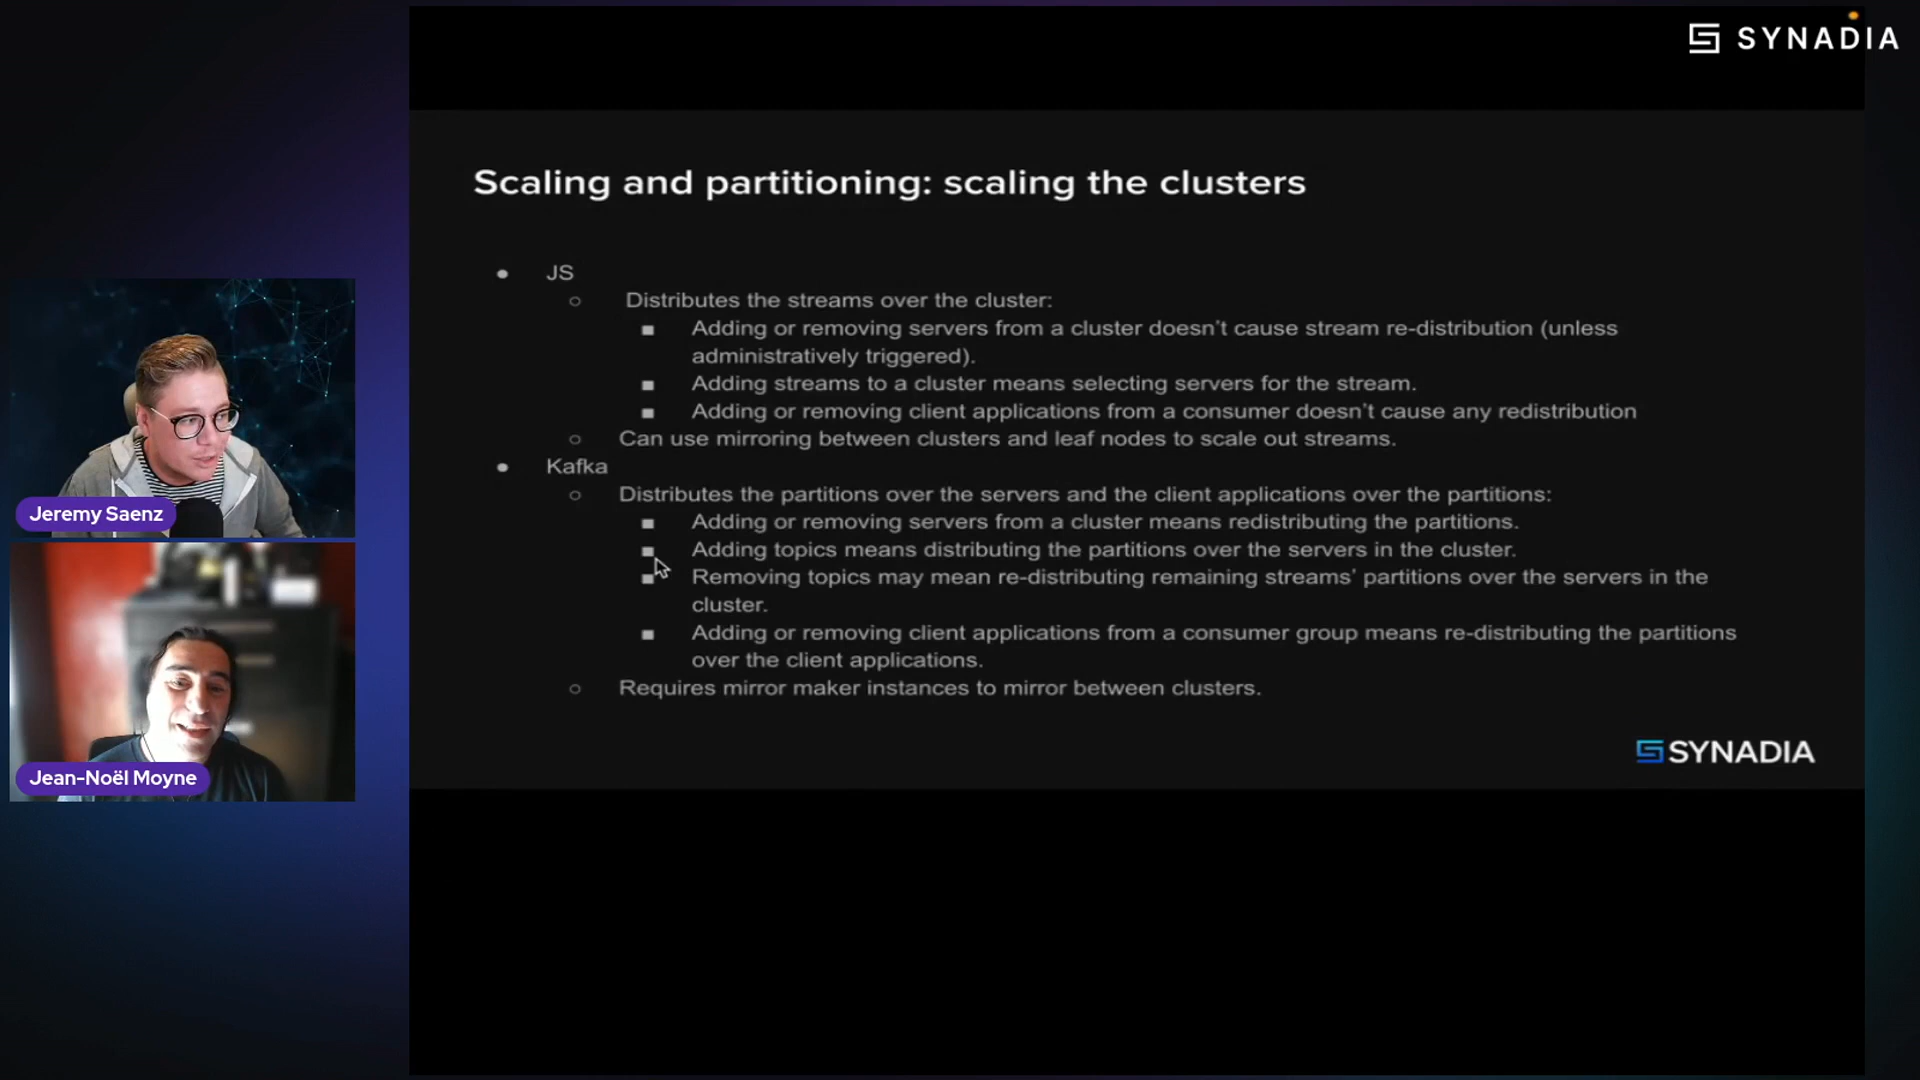 SYNADIA
Scaling and partitioning: scaling the clusters
JS
Distributes the streams over the cluster:
Adding or removing servers from a cluster doesn't cause stream re-distribution (unless
administratively triggered).
Adding streams to a cluster means selecting servers for the stream.
Adding or removing client applications from a consumer doesn't cause any redistribution
Can use mirroring between clusters and leaf nodes to scale out streams.
Kafka
Distributes the partitions over the servers and the client applications over the partitions:
Adding or removing servers from a cluster means redistributing the partitions.
Adding topics means distributing the partitions over the servers in the cluster.
Removing topics may mean re-distributing remaining streams' partitions over the servers in the
cluster.
Adding or removing client applications from a consumer group means re-distributing the partitions
over the client applications.
Requires mirror maker instances to mirror between clusters.
SYNADIA
Jeremy Saenz
Jean-Noël Moyne